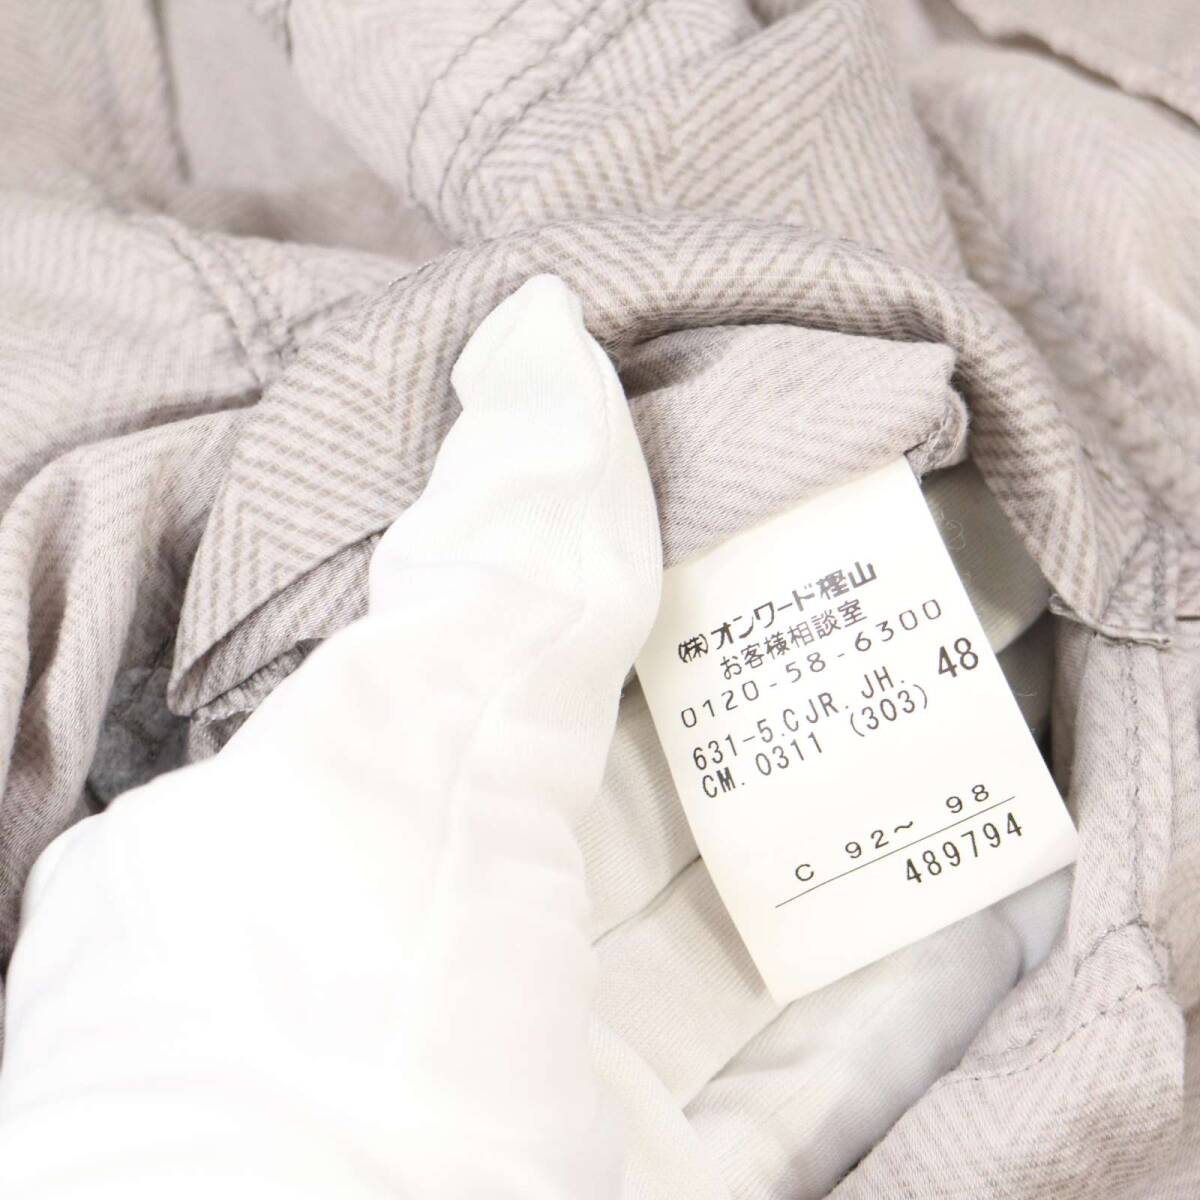 (株)オンワード樫山
お客様相談室
0120-58-6300
631-5.CJR.JH. 48
CM. 0311 (303)
C 92〜 98
489794